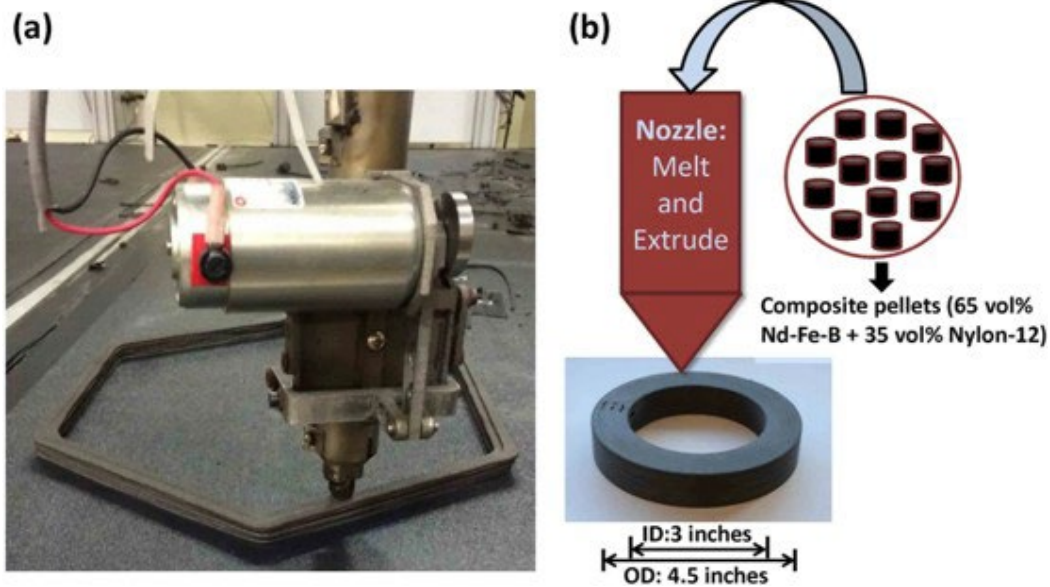 (a)
(b)
Nozzle:
Melt
and
Extrude
Composite pellets (65 vol%
Nd-Fe-B + 35 vol% Nylon-12)
ID:3 inches
OD: 4.5 inches